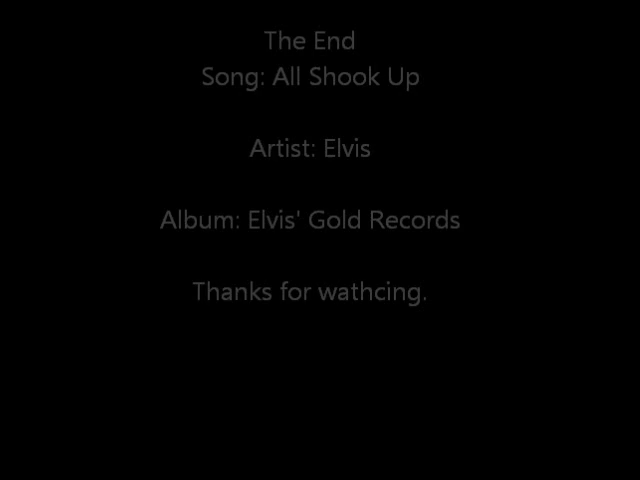 The End
Song: All Shook Up
Artist: Elvis
Album: Elvis' Gold Records
Thanks for wathcing.